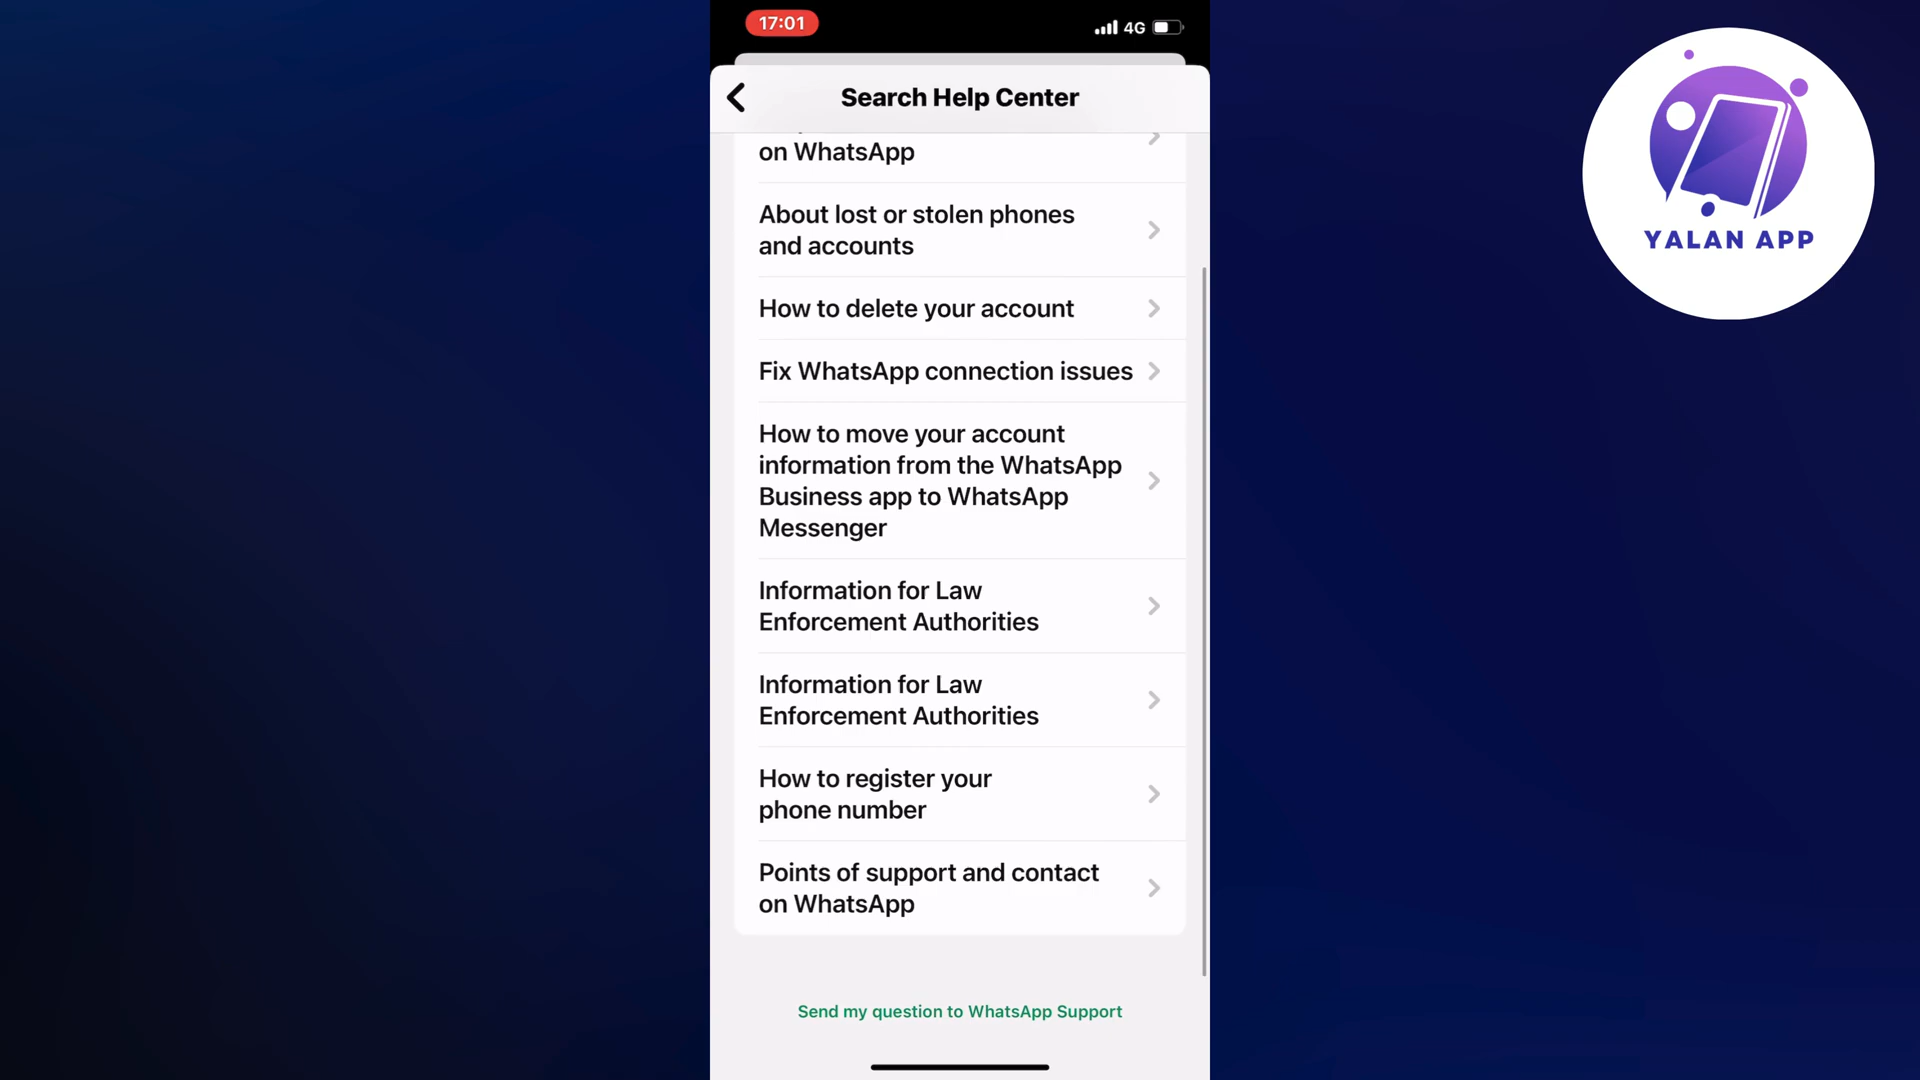 17:01
4G
Search Help Center
on WhatsApp
About lost or stolen phones
and accounts
How to delete your account
Fix WhatsApp connection issues
How to move your account
information from the WhatsApp
Business app to WhatsApp
Messenger
Information for Law
Enforcement Authorities
Information for Law
Enforcement Authorities
How to register your
phone number
Points of support and contact
on WhatsApp
Send my question to WhatsApp Support
YALAN APP